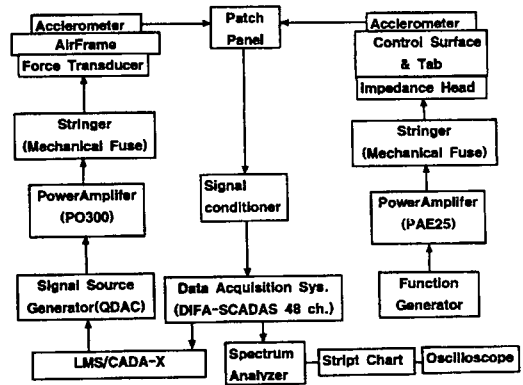 Acclerometer
AirFrame
Force Transducer
Stringer
(Mechanical Fuse)
PowerAmplifer
(PO300)
Signal Source
Generator(QDAC)
LMS/CADA-X
Patch
Panel
Signal
conditioner
Data Acquisition Sys.
(DIFA-SCADAS 48 ch.)
Spectrum
Analyzer
Stript Chart
Oscilloscope
Acclerometer
Control Surface
& Tab
Impedance Head
Stringer
(Mechanical Fuse)
PowerAmplifer
(PAE25)
Function
Generator